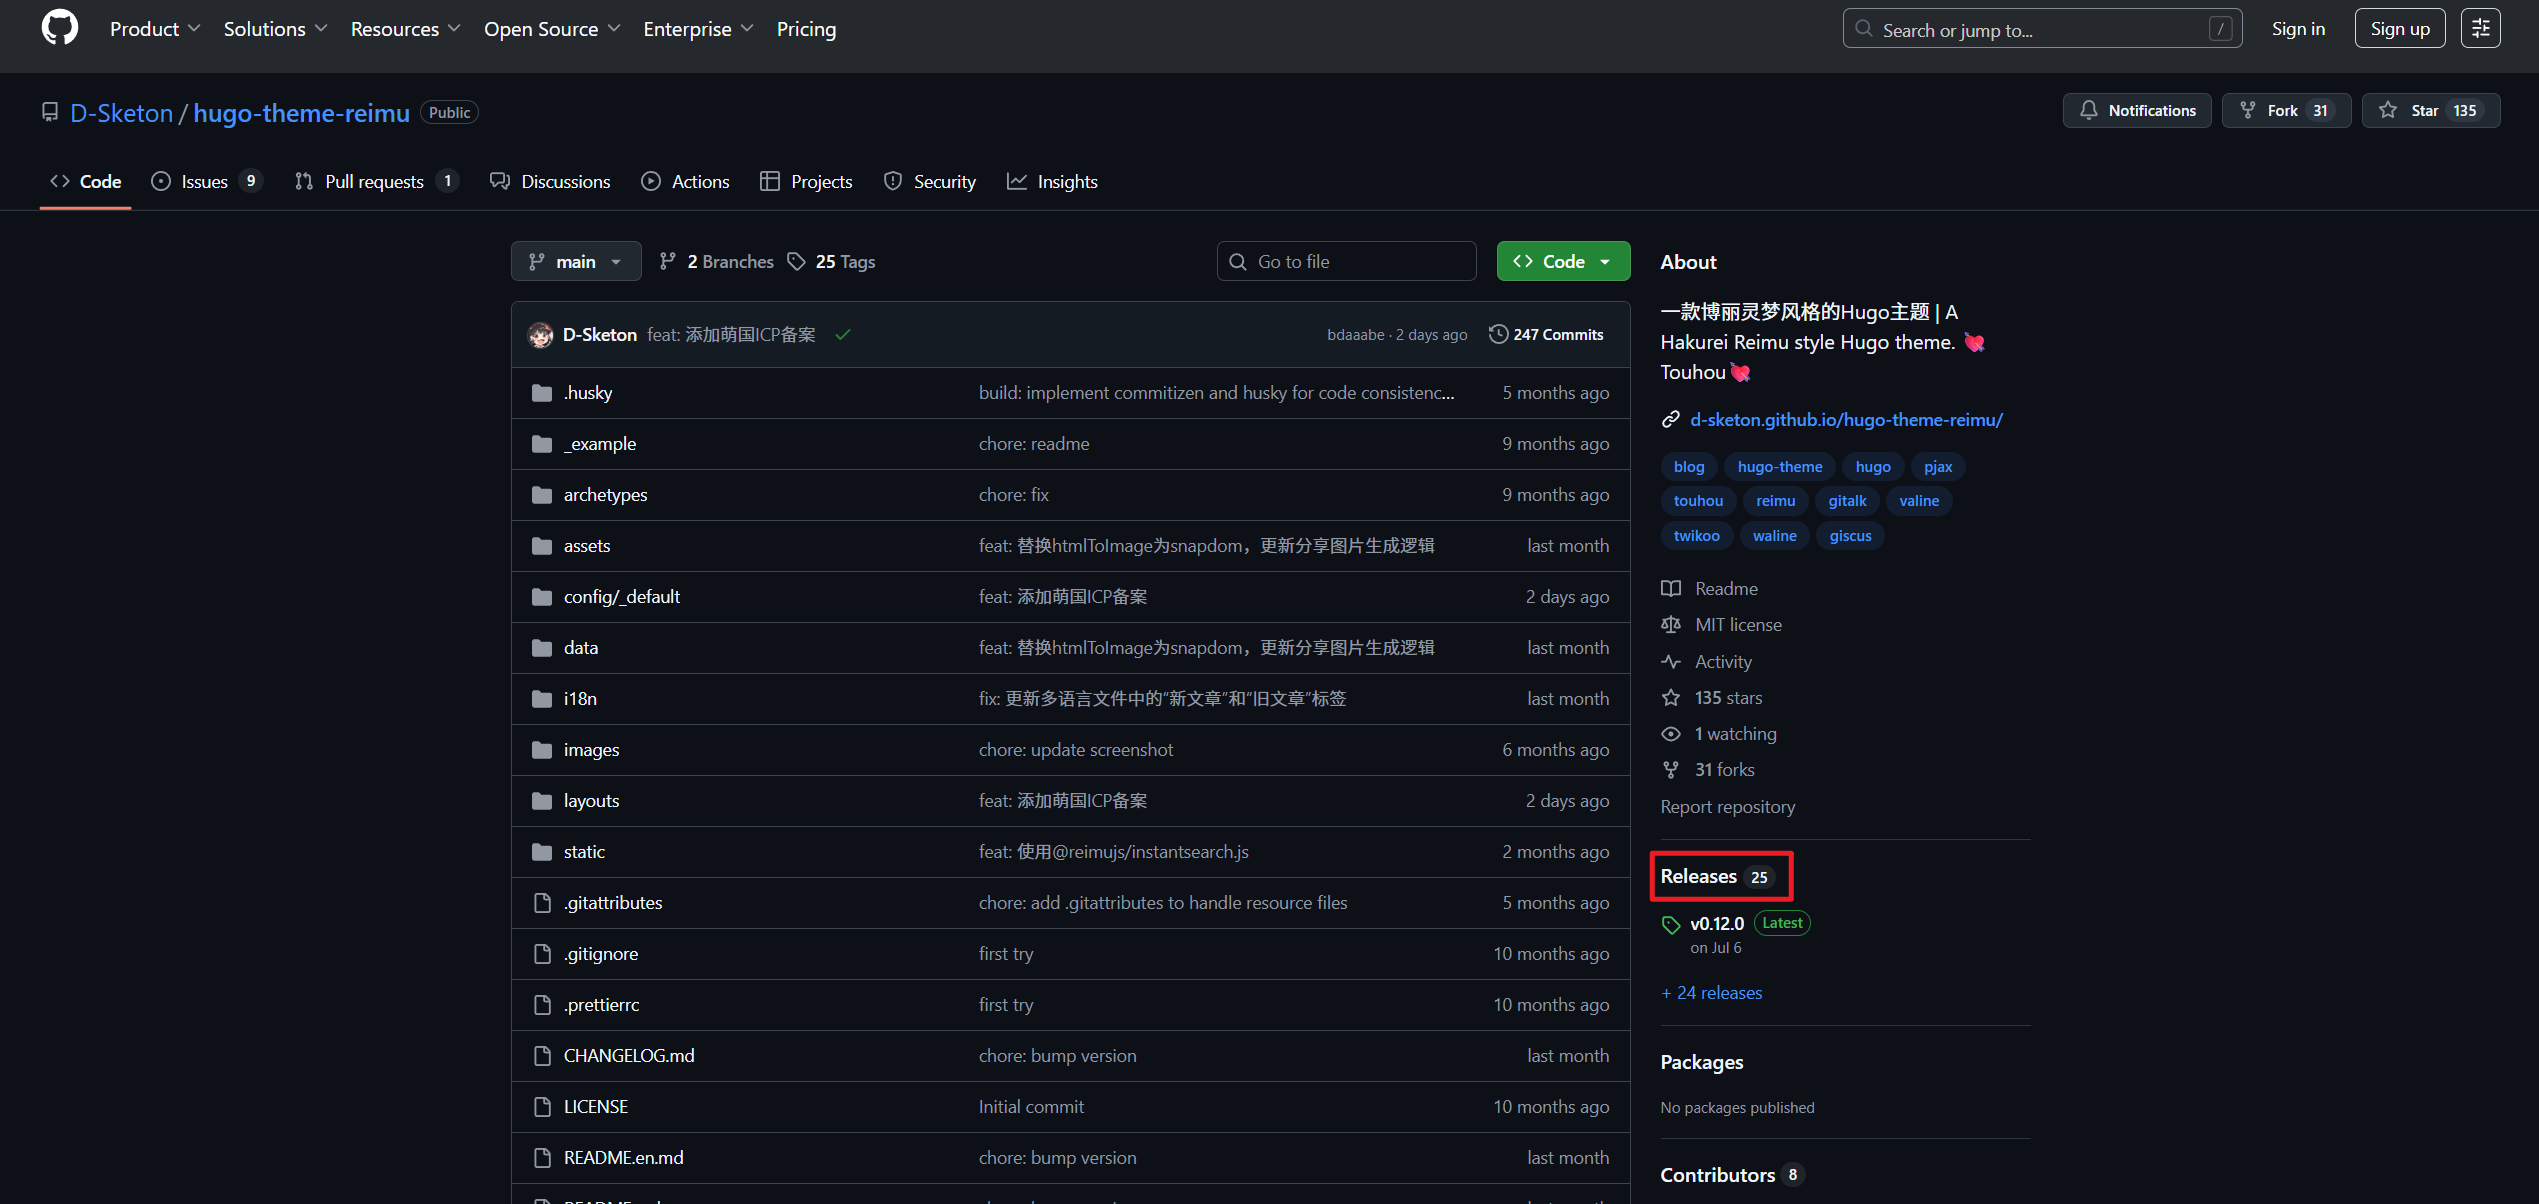 Product Solutions Resources Open Source Enterprise Pricing Search or jump to... / Sign in Sign up
D-Sketon / hugo-theme-reimu Public Notifications Fork 31 Star 135
Code Issues 9 Pull requests 1 Discussions Actions Projects Security Insights
main 2 Branches 25 Tags Go to file Code
D-Sketon feat: 添加萌国ICP备案 bdaaabe · 2 days ago 247 Commits
.husky build: implement commitizen and husky for code consistenc... 5 months ago
_example chore: readme 9 months ago
archetypes chore: fix 9 months ago
assets feat: 替换htmlToImage为snapdom，更新分享图片生成逻辑 last month
config/_default feat: 添加萌国ICP备案 2 days ago
data feat: 替换htmlToImage为snapdom，更新分享图片生成逻辑 last month
i18n fix: 更新多语言文件中的“新文章”和“旧文章”标签 last month
images chore: update screenshot 6 months ago
layouts feat: 添加萌国ICP备案 2 days ago
static feat: 使用@reimujs/instantsearch.js 2 months ago
.gitattributes chore: add .gitattributes to handle resource files 5 months ago
.gitignore first try 10 months ago
.prettierrc first try 10 months ago
CHANGELOG.md chore: bump version last month
LICENSE Initial commit 10 months ago
README.en.md chore: bump version last month
About
一款博丽灵梦风格的Hugo主题 | A
Hakurei Reimu style Hugo theme. 💘
Touhou💘
d-sketon.github.io/hugo-theme-reimu/
blog hugo-theme hugo pjax
touhou reimu gitalk valine
twikoo waline giscus
Readme
MIT license
Activity
135 stars
1 watching
31 forks
Report repository
Releases 25
v0.12.0 Latest
on Jul 6
+ 24 releases
Packages
No packages published
Contributors 8